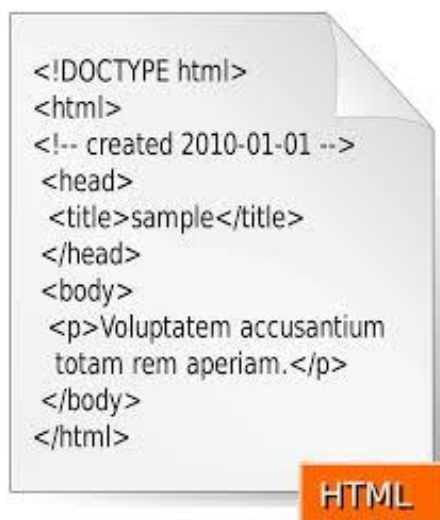 <!DOCTYPE html>
<html>
<!-- created 2010-01-01 -->
<head>
<title>sample</title>
</head>
<body>
<p>Voluptatem accusantium
totam rem aperiam.</p>
</body>
</html>
HTML